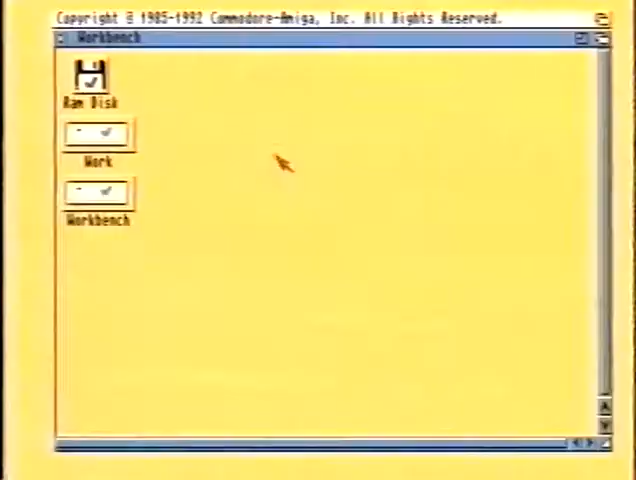 Copyright © 1985-1992 Commodore-Amiga, Inc. All Rights Reserved.
Workbench
Ram Disk
Work
Workbench